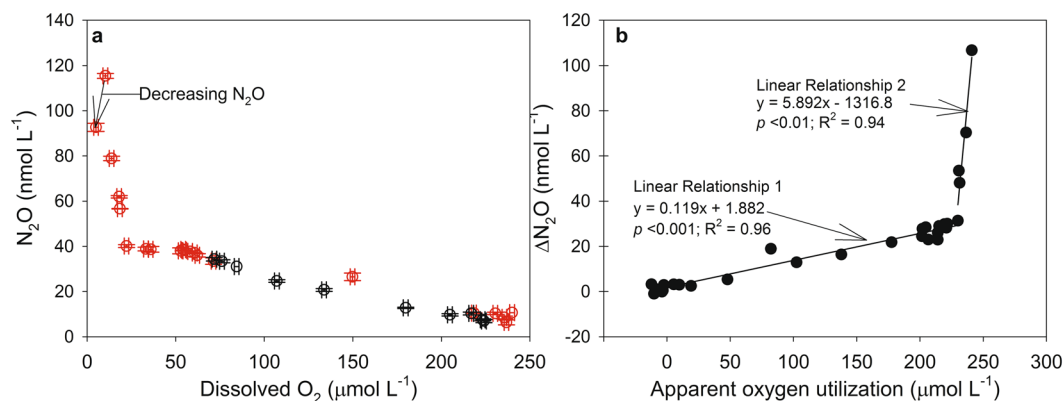 a
120
100
80
60
40
20
0
N₂O (nmol L⁻¹)
Decreasing N₂O
0 50 100 150 200 250
Dissolved O₂ (μmol L⁻¹)
b
120
100
80
60
40
20
0
-20
ΔN₂O (nmol L⁻¹)
Linear Relationship 2
y = 5.892x - 1316.8
p <0.01; R² = 0.94
Linear Relationship 1
y = 0.119x + 1.882
p <0.001; R² = 0.96
-50 0 50 100 150 200 250 300
Apparent oxygen utilization (μmol L⁻¹)